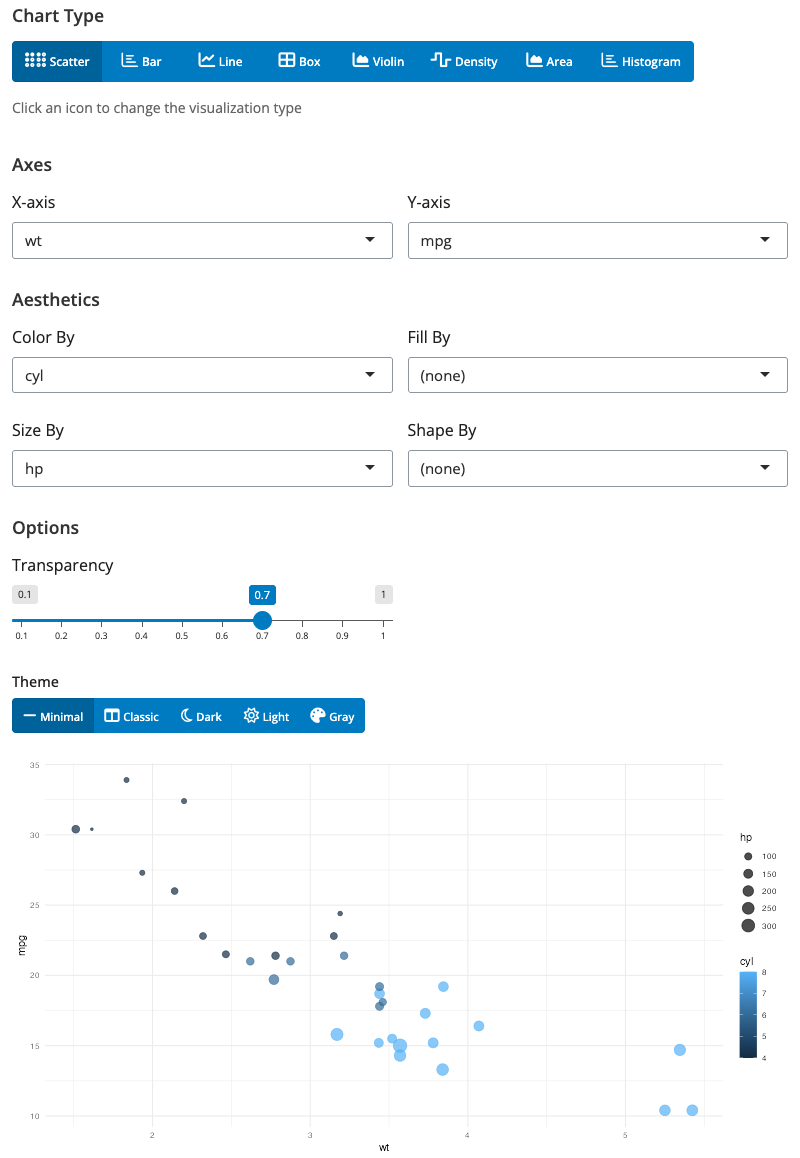 Chart Type
Scatter Bar Line Box Violin Density Area Histogram
Click an icon to change the visualization type
Axes
X-axis Y-axis
wt mpg
Aesthetics
Color By Fill By
cyl (none)
Size By Shape By
hp (none)
Options
Transparency
0.1 0.7 1
0.1 0.2 0.3 0.4 0.5 0.6 0.7 0.8 0.9 1
Theme
Minimal Classic Dark Light Gray
35
30
25
20
15
10
mpg
2 3 4 5
wt
hp
100
150
200
250
300
cyl
8
7
6
5
4